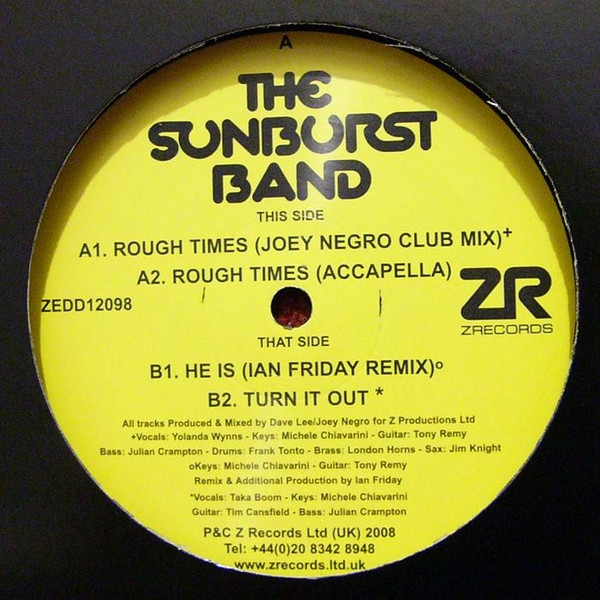 A
THE
SUNBURST
BAND
THIS SIDE
A1. ROUGH TIMES (JOEY NEGRO CLUB MIX)+
A2. ROUGH TIMES (ACCAPELLA)
ZEDD12098
ZR
ZRECORDS
THAT SIDE
B1. HE IS (IAN FRIDAY REMIX)o
B2. TURN IT OUT *
All tracks Produced & Mixed by Dave Lee/Joey Negro for Z Productions Ltd
+Vocals: Yolanda Wynns - Keys: Michele Chiavarini - Guitar: Tony Remy
Bass: Julian Crampton - Drums: Frank Tonto - Brass: London Horns - Sax: Jim Knight
oKeys: Michele Chiavarini - Guitar: Tony Remy
Remix & Additional Production by Ian Friday
*Vocals: Taka Boom - Keys: Michele Chiavarini
Guitar: Tim Cansfield - Bass: Julian Crampton
P&C Z Records Ltd (UK) 2008
Tel: +44(0)20 8342 8948
www.zrecords.ltd.uk